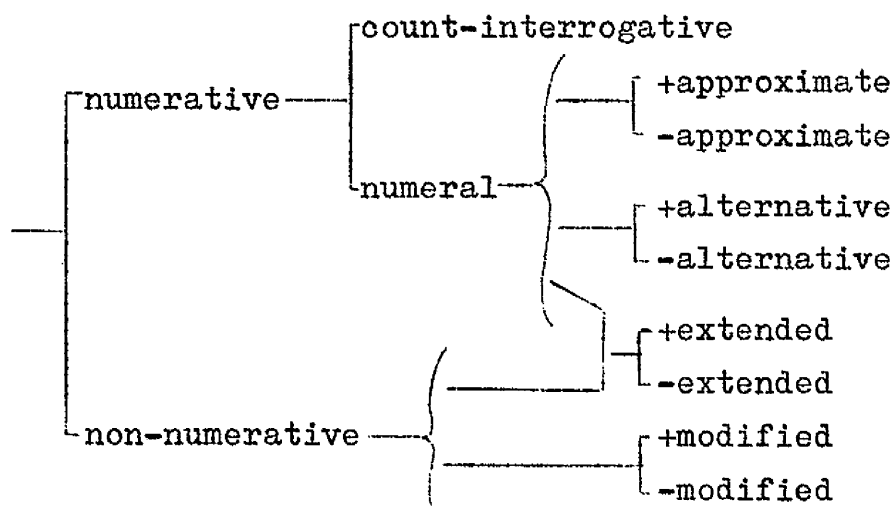 count-interrogative
+approximate
numerative
-approximate
numeral
+alternative
-alternative
+extended
-extended
non-numerative
+modified
-modified